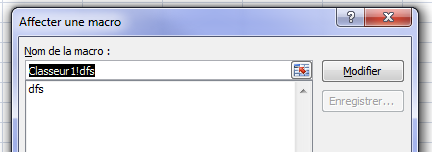 Affecter une macro
Nom de la macro :
Classeur1!dfs
Modifier
dfs
Enregistrer...